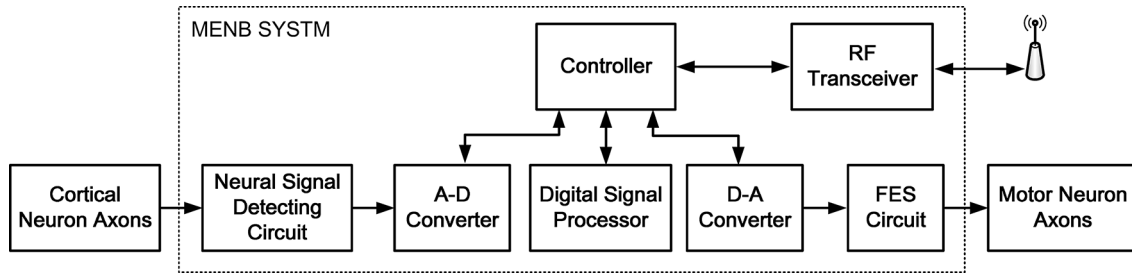 MENB SYSTM
Controller
RF
Transceiver
Cortical
Neuron Axons
Neural Signal
Detecting
Circuit
A-D
Converter
Digital Signal
Processor
D-A
Converter
FES
Circuit
Motor Neuron
Axons